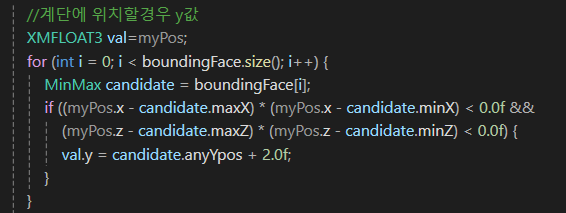 //계단에 위치할경우 y값
XMFLOAT3 val=myPos;
for (int i = 0; i < boundingFace.size(); i++) {
MinMax candidate = boundingFace[i];
if ((myPos.x - candidate.maxX) * (myPos.x - candidate.minX) < 0.0f &&
(myPos.z - candidate.maxZ) * (myPos.z - candidate.minZ) < 0.0f) {
val.y = candidate.anyYpos + 2.0f;
}
}